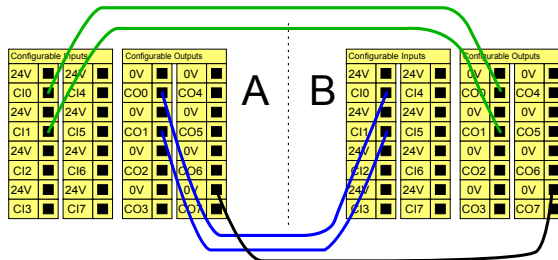 Configurable Inputs Configurable Outputs A B Configurable Inputs Configurable Outputs
24V 24V 0V 0V 24V 24V 0V 0V
CI0 CI4 CO0 CO4 CI0 CI4 CO0 CO4
24V 24V 0V 0V 24V 24V 0V 0V
CI1 CI5 CO1 CO5 CI1 CI5 CO1 CO5
24V 24V 0V 0V 24V 24V 0V 0V
CI2 CI6 CO2 CO6 CI2 CI6 CO2 CO6
24V 24V 0V 0V 24V 24V 0V 0V
CI3 CI7 CO3 CO7 CI3 CI7 CO3 CO7